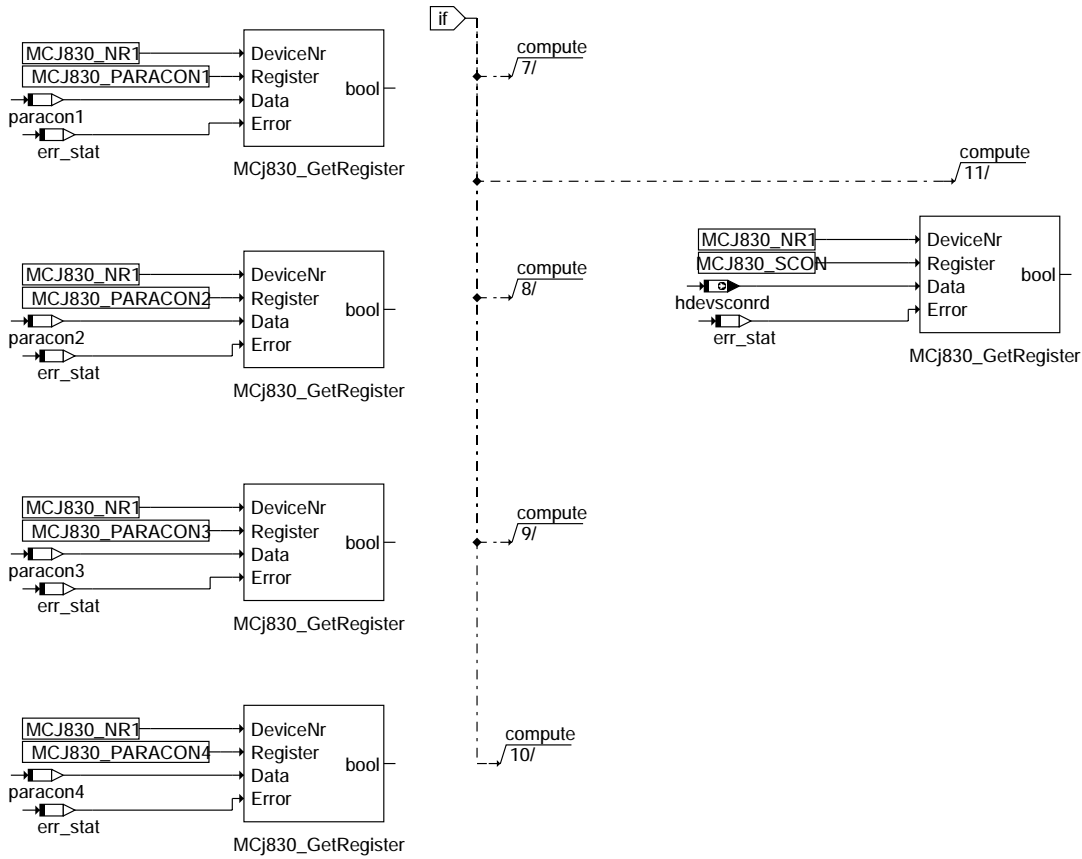 if
MCJ830_NR1
DeviceNr
MCJ830_PARACON1
Register
bool
Data
paracon1
Error
err_stat
MCj830_GetRegister
compute
7/
compute
11/
MCJ830_NR1
DeviceNr
MCJ830_PARACON2
Register
bool
Data
paracon2
Error
err_stat
MCj830_GetRegister
compute
8/
MCJ830_NR1
DeviceNr
MCJ830_SCON
Register
bool
Data
hdevsconrd
Error
err_stat
MCj830_GetRegister
MCJ830_NR1
DeviceNr
MCJ830_PARACON3
Register
bool
Data
paracon3
Error
err_stat
MCj830_GetRegister
compute
9/
MCJ830_NR1
DeviceNr
MCJ830_PARACON4
Register
bool
Data
paracon4
Error
err_stat
MCj830_GetRegister
compute
10/